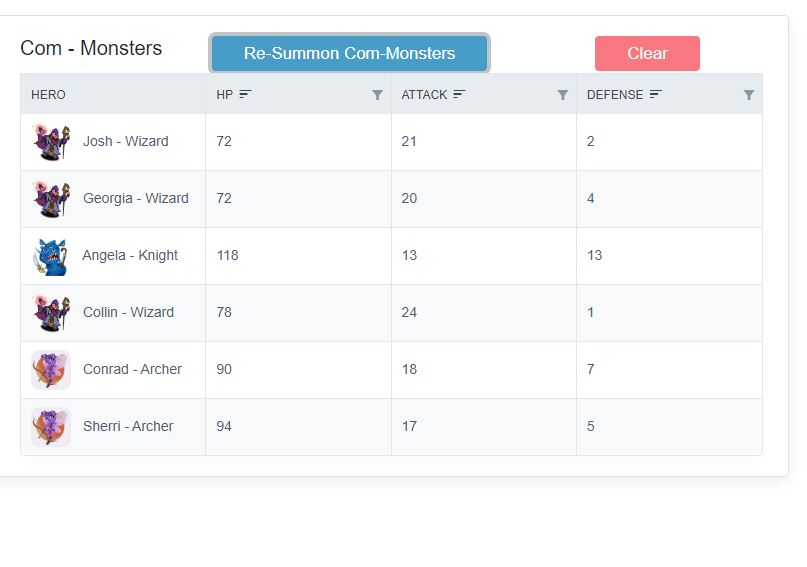 Com - Monsters
Re-Summon Com-Monsters
Clear
HERO HP ATTACK DEFENSE
Josh - Wizard 72 21 2
Georgia - Wizard 72 20 4
Angela - Knight 118 13 13
Collin - Wizard 78 24 1
Conrad - Archer 90 18 7
Sherri - Archer 94 17 5